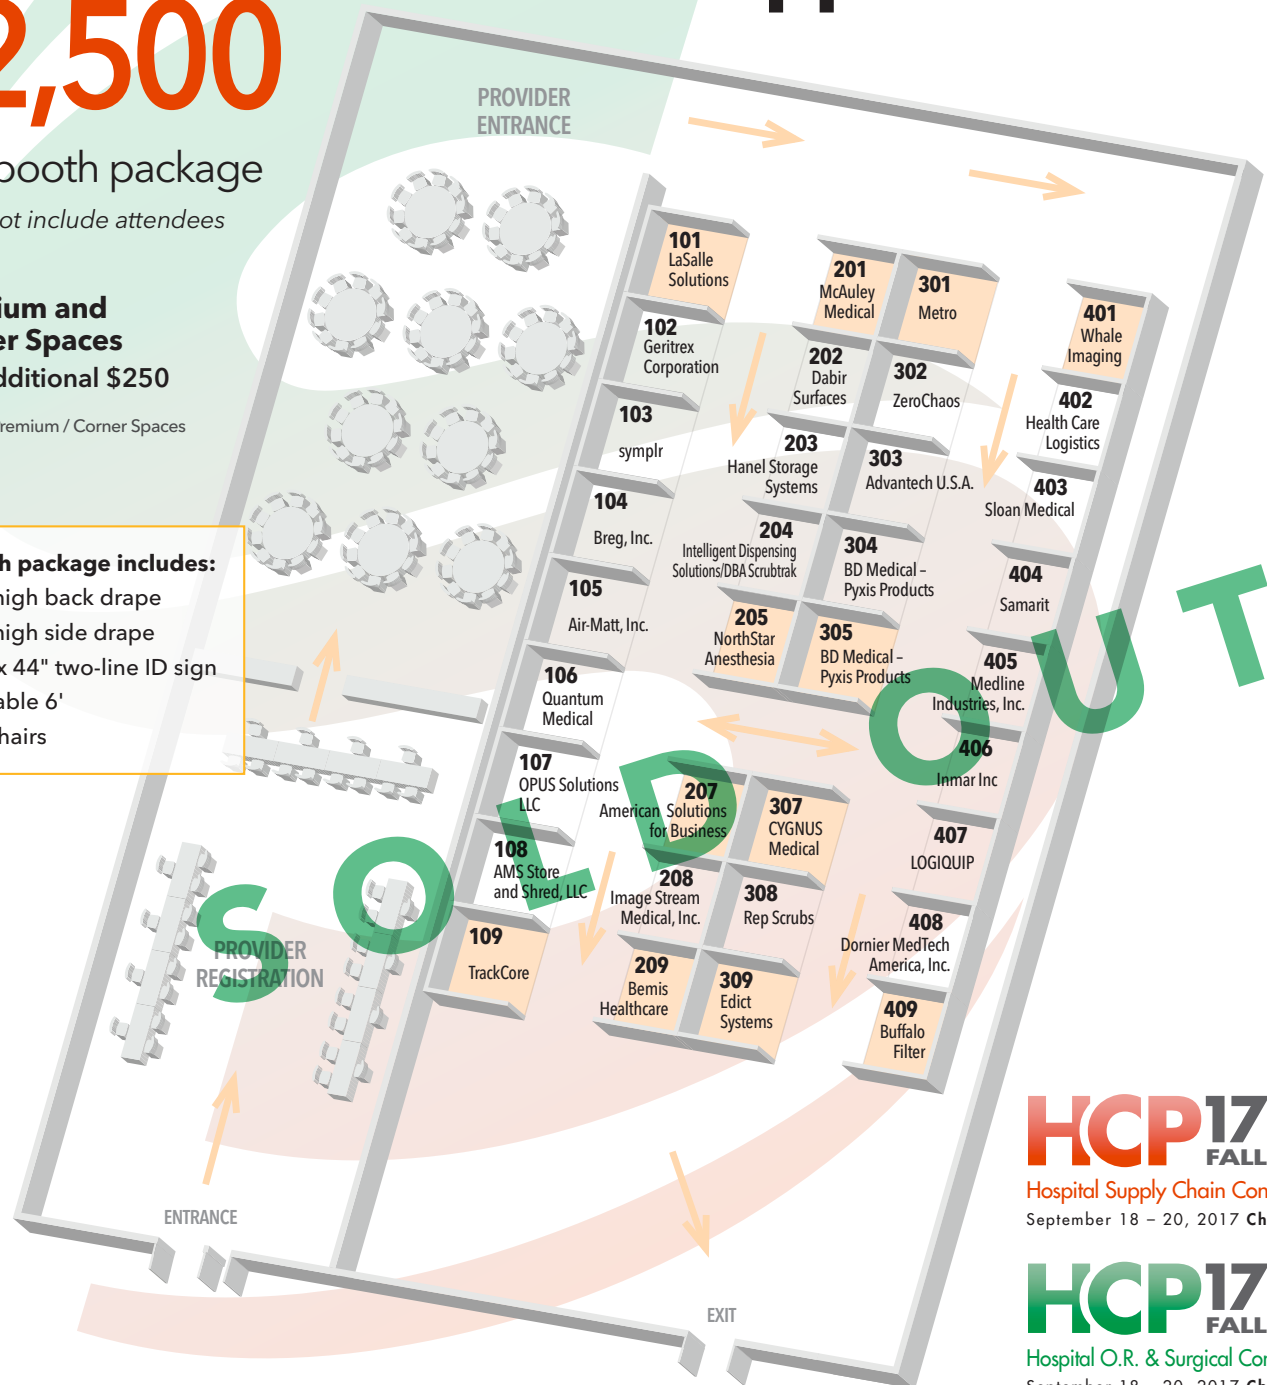 2,500
booth package
ot include attendees
ium and
er Spaces
dditional $250
remium / Corner Spaces
h package includes:
high back drape
high side drape
x 44" two-line ID sign
able 6'
hairs
PROVIDER
ENTRANCE
101
LaSalle
Solutions
102
Geritrex
Corporation
103
symplr
104
Breg, Inc.
105
Air-Matt, Inc.
106
Quantum
Medical
107
OPUS Solutions
LLC
108
AMS Store
and Shred, LLC
109
TrackCore
201
McAuley
Medical
202
Dabir
Surfaces
203
Hanel Storage
Systems
204
Intelligent Dispensing
Solutions/DBA Scrubtrak
205
NorthStar
Anesthesia
207
American Solutions
for Business
208
Image Stream
Medical, Inc.
209
Bemis
Healthcare
301
Metro
302
ZeroChaos
303
Advantech U.S.A.
304
BD Medical –
Pyxis Products
305
BD Medical –
Pyxis Products
307
CYGNUS
Medical
308
Rep Scrubs
309
Edict
Systems
401
Whale
Imaging
402
Health Care
Logistics
403
Sloan Medical
404
Samarit
405
Medline
Industries, Inc.
406
Inmar Inc
407
LOGIQUIP
408
Dornier MedTech
America, Inc.
409
Buffalo
Filter
SOLD OUT
PROVIDER
REGISTRATION
ENTRANCE
EXIT
HCP17
FALL
Hospital Supply Chain Con
September 18 – 20, 2017 Ch
HCP17
FALL
Hospital O.R. & Surgical Con
September 18 – 20, 2017 Ch